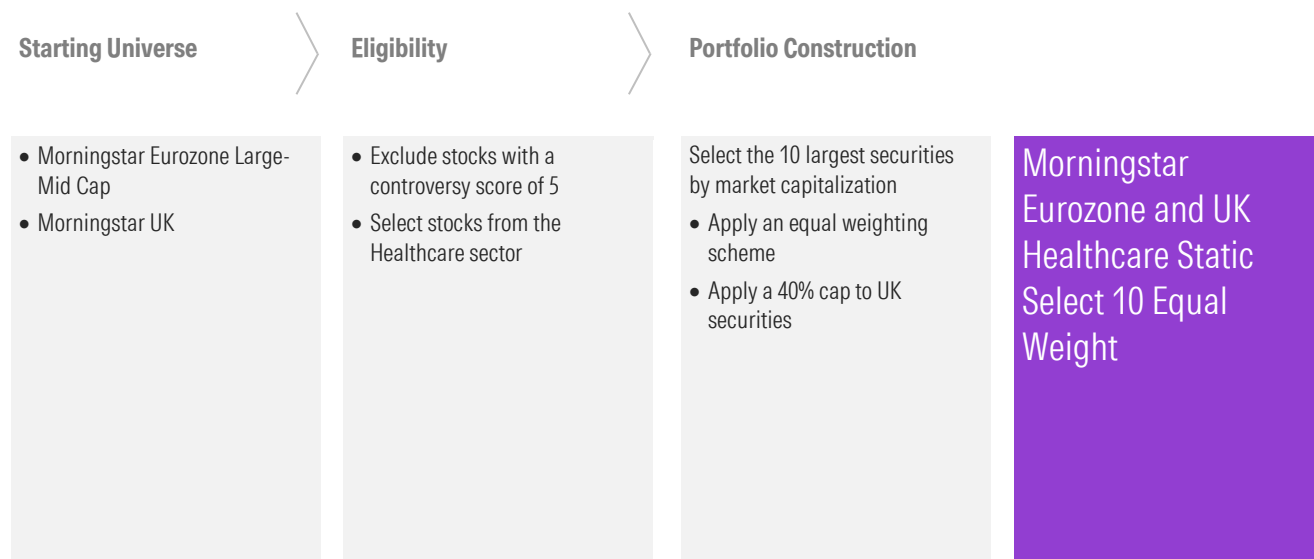 Starting Universe
Eligibility
Portfolio Construction
• Morningstar Eurozone Large-
Mid Cap
• Morningstar UK
• Exclude stocks with a
controversy score of 5
• Select stocks from the
Healthcare sector
Select the 10 largest securities
by market capitalization
• Apply an equal weighting
scheme
• Apply a 40% cap to UK
securities
Morningstar
Eurozone and UK
Healthcare Static
Select 10 Equal
Weight